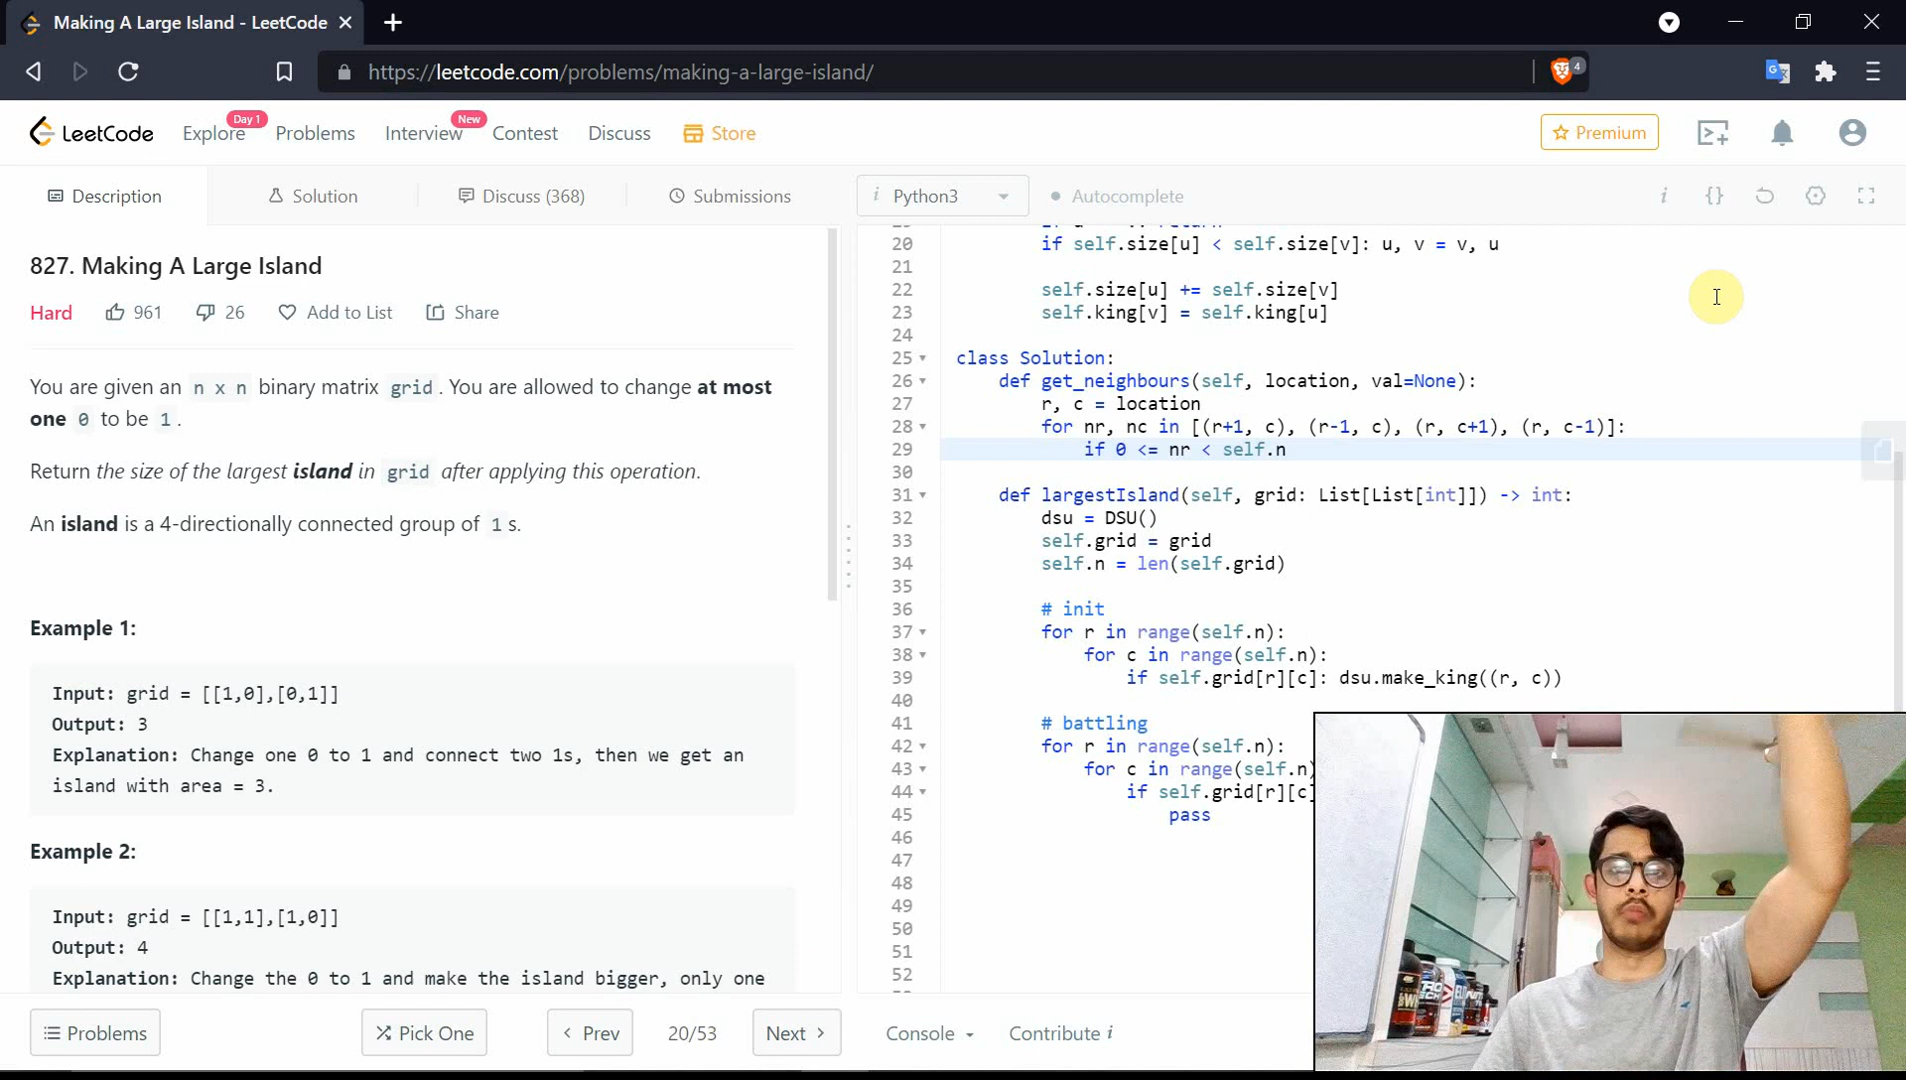 Making A Large Island - LeetCode
https://leetcode.com/problems/making-a-large-island/
4
LeetCode
Explore
Day 1
Problems
Interview
New
Contest
Discuss
Store
Premium
Description
Solution
Discuss (368)
Submissions
i Python3
Autocomplete
827. Making A Large Island
Hard
961
26
Add to List
Share
You are given an n x n binary matrix grid. You are allowed to change at most
one 0 to be 1.
Return the size of the largest island in grid after applying this operation.
An island is a 4-directionally connected group of 1s.
Example 1:
Input: grid = [[1,0],[0,1]]
Output: 3
Explanation: Change one 0 to 1 and connect two 1s, then we get an
island with area = 3.
Example 2:
Input: grid = [[1,1],[1,0]]
Output: 4
Explanation: Change the 0 to 1 and make the island bigger, only one
20 if self.size[u] < self.size[v]: u, v = v, u
21
22 self.size[u] += self.size[v]
23 self.king[v] = self.king[u]
24
25 class Solution:
26 def get_neighbours(self, location, val=None):
27 r, c = location
28 for nr, nc in [(r+1, c), (r-1, c), (r, c+1), (r, c-1)]:
29 if 0 <= nr < self.n
30
31 def largestIsland(self, grid: List[List[int]]) -> int:
32 dsu = DSU()
33 self.grid = grid
34 self.n = len(self.grid)
35
36 # init
37 for r in range(self.n):
38 for c in range(self.n):
39 if self.grid[r][c]: dsu.make_king((r, c))
40
41 # battling
42 for r in range(self.n):
43 for c in range(self.n)
44 if self.grid[r][c]
45 pass
46
47
48
49
50
51
52
Problems
Pick One
Prev
20/53
Next
Console
Contribute i